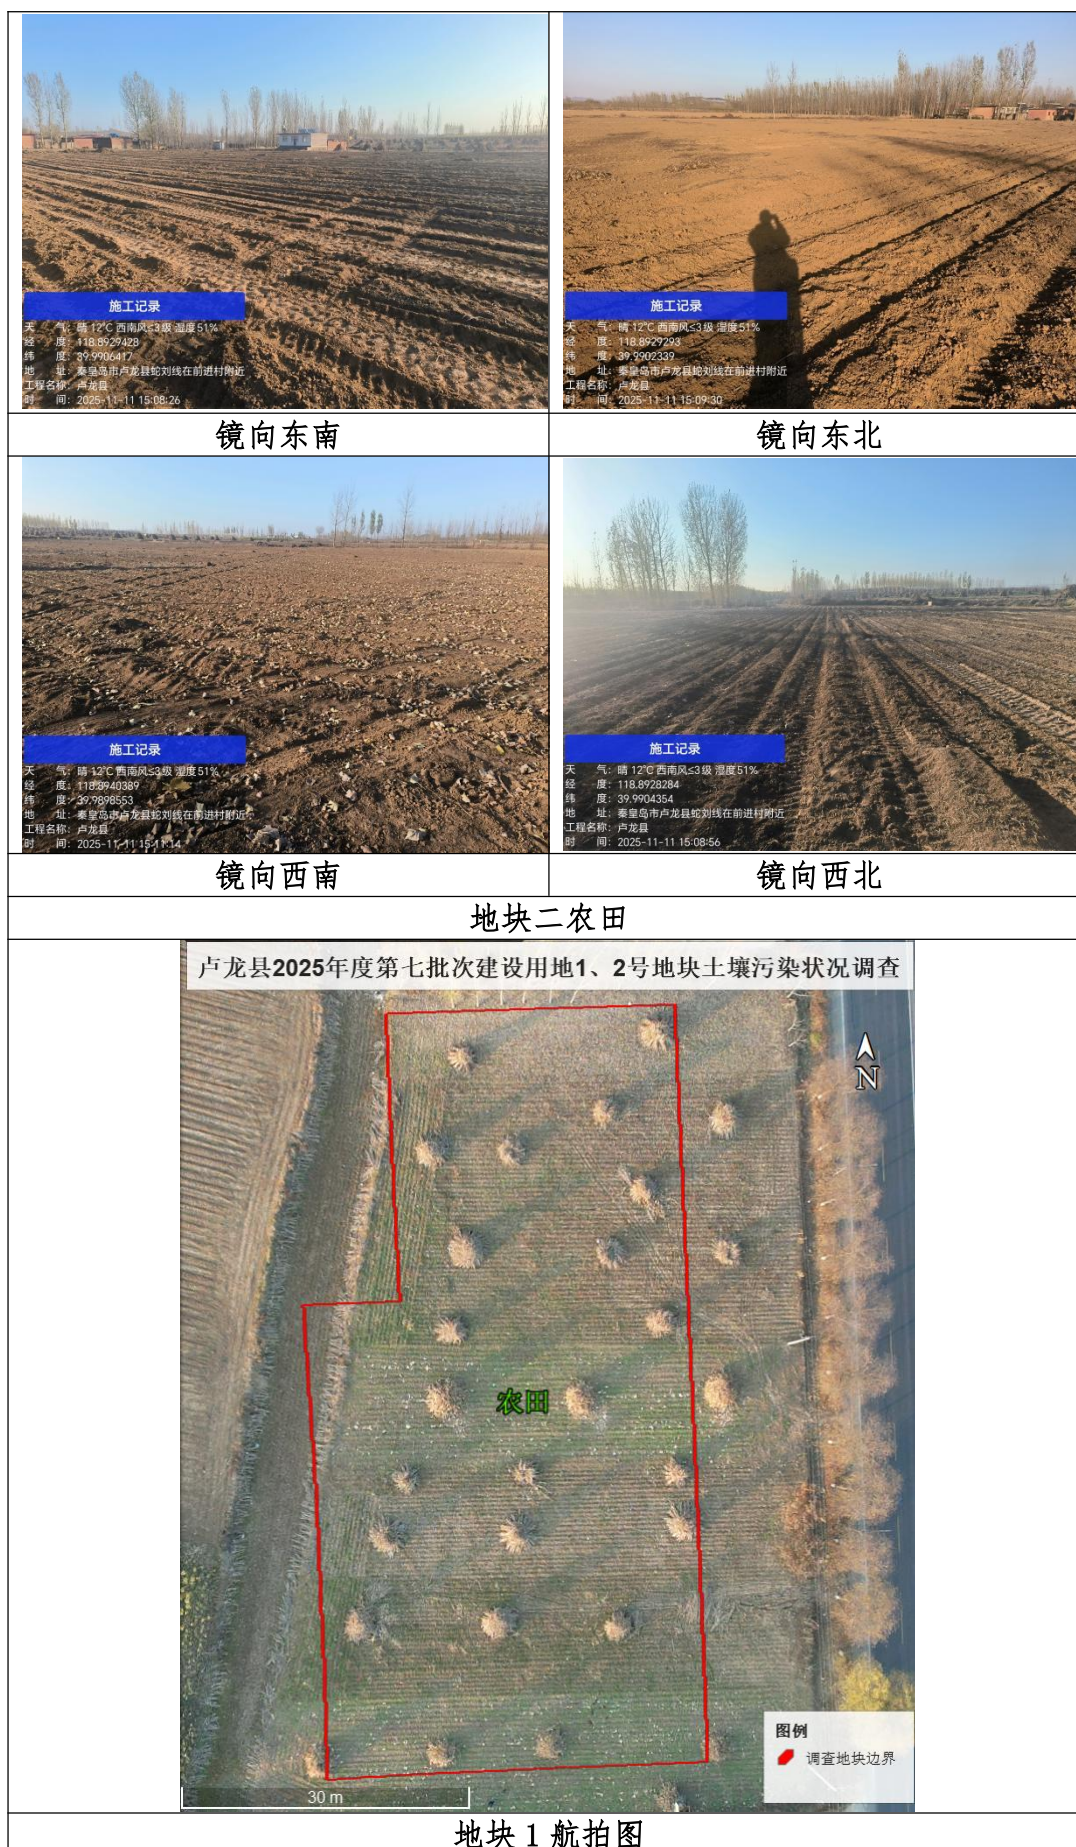 施工记录
天 气：晴 12℃ 西南风≤3级 湿度51%
经 度：118.8929428
纬 度：39.9906417
地 址：秦皇岛市卢龙县蛇刘线在前进村附近
工程名称：卢龙县
时 间：2025-11-11 15:08:26
施工记录
天 气：晴 12℃ 西南风≤3级 湿度51%
经 度：118.8929293
纬 度：39.9902339
地 址：秦皇岛市卢龙县蛇刘线在前进村附近
工程名称：卢龙县
时 间：2025-11-11 15:09:30
镜向东南
镜向东北
施工记录
天 气：晴 12℃ 西南风≤3级 湿度51%
经 度：118.8940389
纬 度：39.9898553
地 址：秦皇岛市卢龙县蛇刘线在前进村附近
工程名称：卢龙县
时 间：2025-11-11 15:11:14
施工记录
天 气：晴 12℃ 西南风≤3级 湿度51%
经 度：118.8928284
纬 度：39.9904354
地 址：秦皇岛市卢龙县蛇刘线在前进村附近
工程名称：卢龙县
时 间：2025-11-11 15:08:56
镜向西南
镜向西北
地块二农田
卢龙县2025年度第七批次建设用地1、2号地块土壤污染状况调查
N
农田
图例
调查地块边界
30 m
地块 1 航拍图